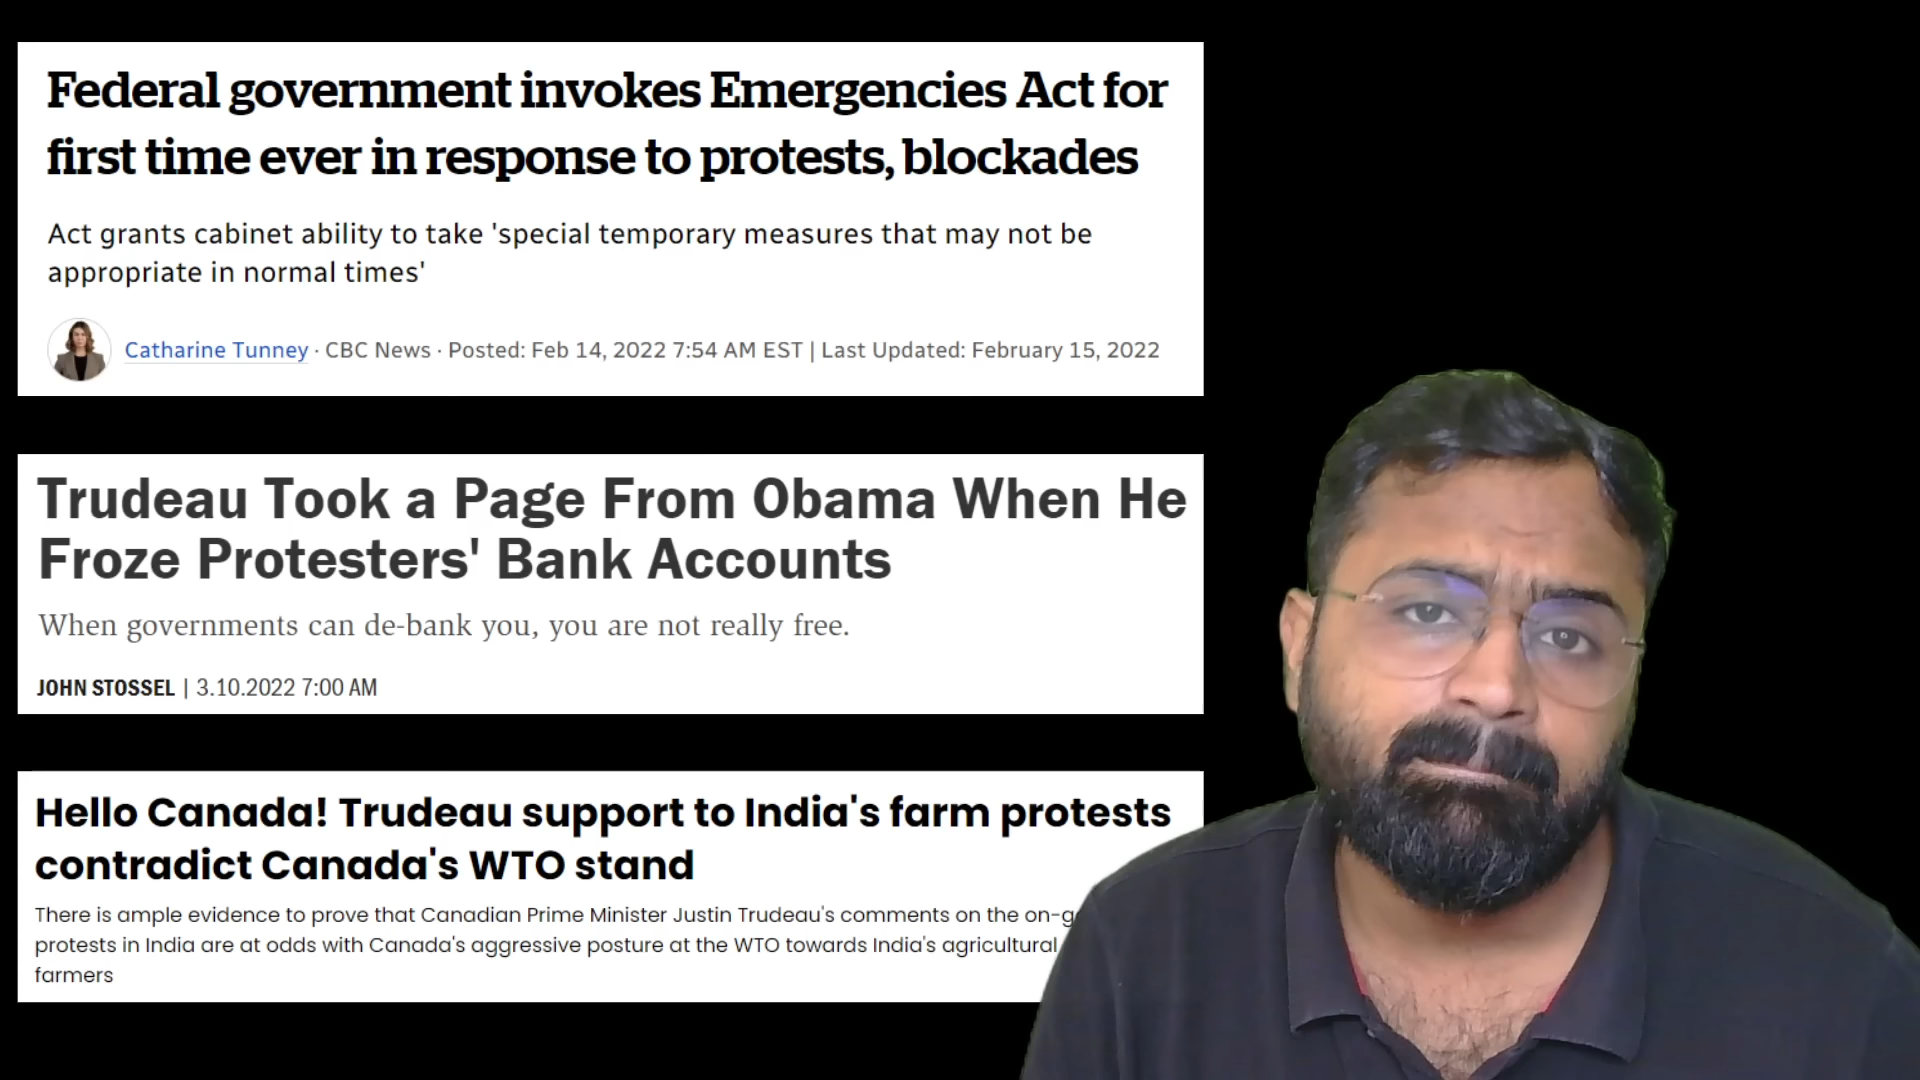 Federal government invokes Emergencies Act for
first time ever in response to protests, blockades
Act grants cabinet ability to take 'special temporary measures that may not be
appropriate in normal times'
Catharine Tunney · CBC News · Posted: Feb 14, 2022 7:54 AM EST | Last Updated: February 15, 2022
Trudeau Took a Page From Obama When He
Froze Protesters' Bank Accounts
When governments can de-bank you, you are not really free.
JOHN STOSSEL | 3.10.2022 7:00 AM
Hello Canada! Trudeau support to India's farm protests
contradict Canada's WTO stand
There is ample evidence to prove that Canadian Prime Minister Justin Trudeau's comments on the
protests in India are at odds with Canada's aggressive posture at the WTO towards India's agricultural
farmers